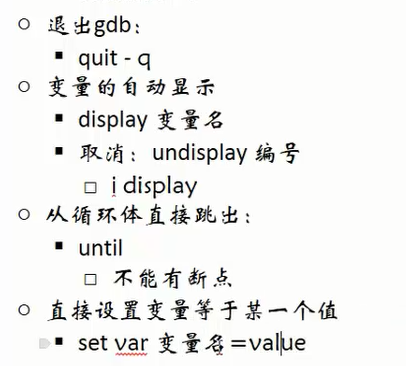 退出gdb:
quit - q
变量的自动显示
display 变量名
取消: undisplay 编号
i display
从循环体直接跳出:
until
不能有断点
直接设置变量等于某一个值
set var 变量名=value